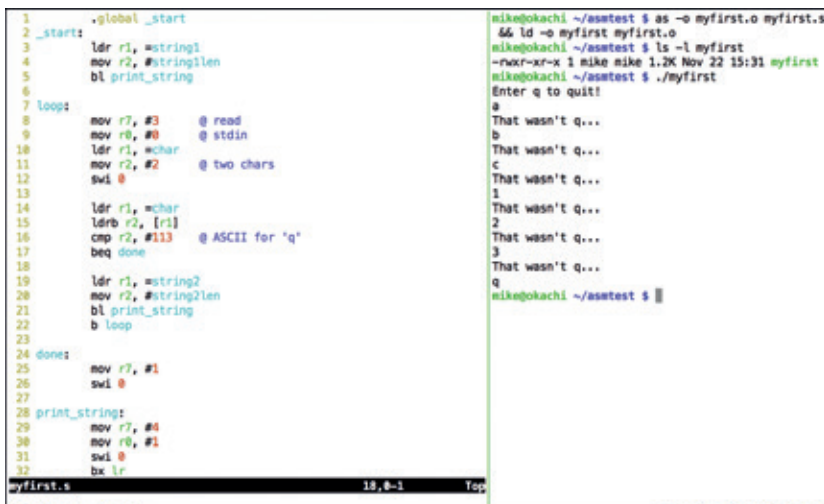 1 .global _start
2 _start:
3 ldr r1, =string1
4 mov r2, #string1len
5 bl print_string
6
7 loop:
8 mov r7, #3 @ read
9 mov r0, #0 @ stdin
10 ldr r1, =char
11 mov r2, #2 @ two chars
12 swi 0
13
14 ldr r1, =char
15 ldrb r2, [r1]
16 cmp r2, #113 @ ASCII for "q"
17 beq done
18
19 ldr r1, =string2
20 mov r2, #string2len
21 bl print_string
22 b loop
23
24 done:
25 mov r7, #1
26 swi 0
27
28 print_string:
29 mov r7, #4
30 mov r0, #1
31 swi 0
32 bx lr
myfirst.s 18,0-1 Top
mike@okachi ~/asmtest $ as -o myfirst.o myfirst.s
&& ld -o myfirst myfirst.o
mike@okachi ~/asmtest $ ls -l myfirst
-rwxr-xr-x 1 mike mike 1.2K Nov 22 15:31 myfirst
mike@okachi ~/asmtest $ ./myfirst
Enter q to quit!
a
That wasn't q...
b
That wasn't q...
c
That wasn't q...
1
That wasn't q...
2
That wasn't q...
3
That wasn't q...
q
mike@okachi ~/asmtest $